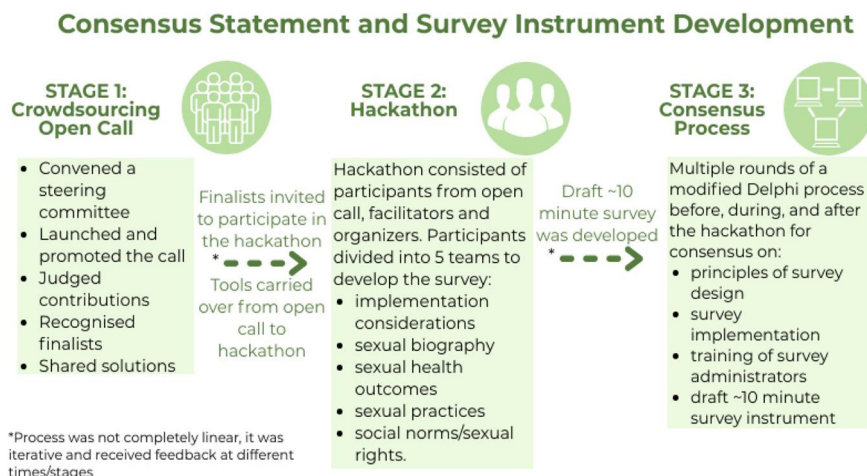 Consensus Statement and Survey Instrument Development
STAGE 1:
Crowdsourcing
Open Call
• Convened a
steering
committee
• Launched and
promoted the call
• Judged
contributions
• Recognised
finalists
• Shared solutions
Finalists invited
to participate in
the hackathon
*
Tools carried
over from open
call to
hackathon
STAGE 2:
Hackathon
Hackathon consisted of
participants from open
call, facilitators and
organizers. Participants
divided into 5 teams to
develop the survey:
• implementation
considerations
• sexual biography
• sexual health
outcomes
• sexual practices
• social norms/sexual
rights.
Draft ~10
minute survey
was developed
*
STAGE 3:
Consensus
Process
Multiple rounds of a
modified Delphi process
before, during, and after
the hackathon for
consensus on:
• principles of survey
design
• survey
implementation
• training of survey
administrators
• draft ~10 minute
survey instrument
*Process was not completely linear, it was
iterative and received feedback at different
times/stages